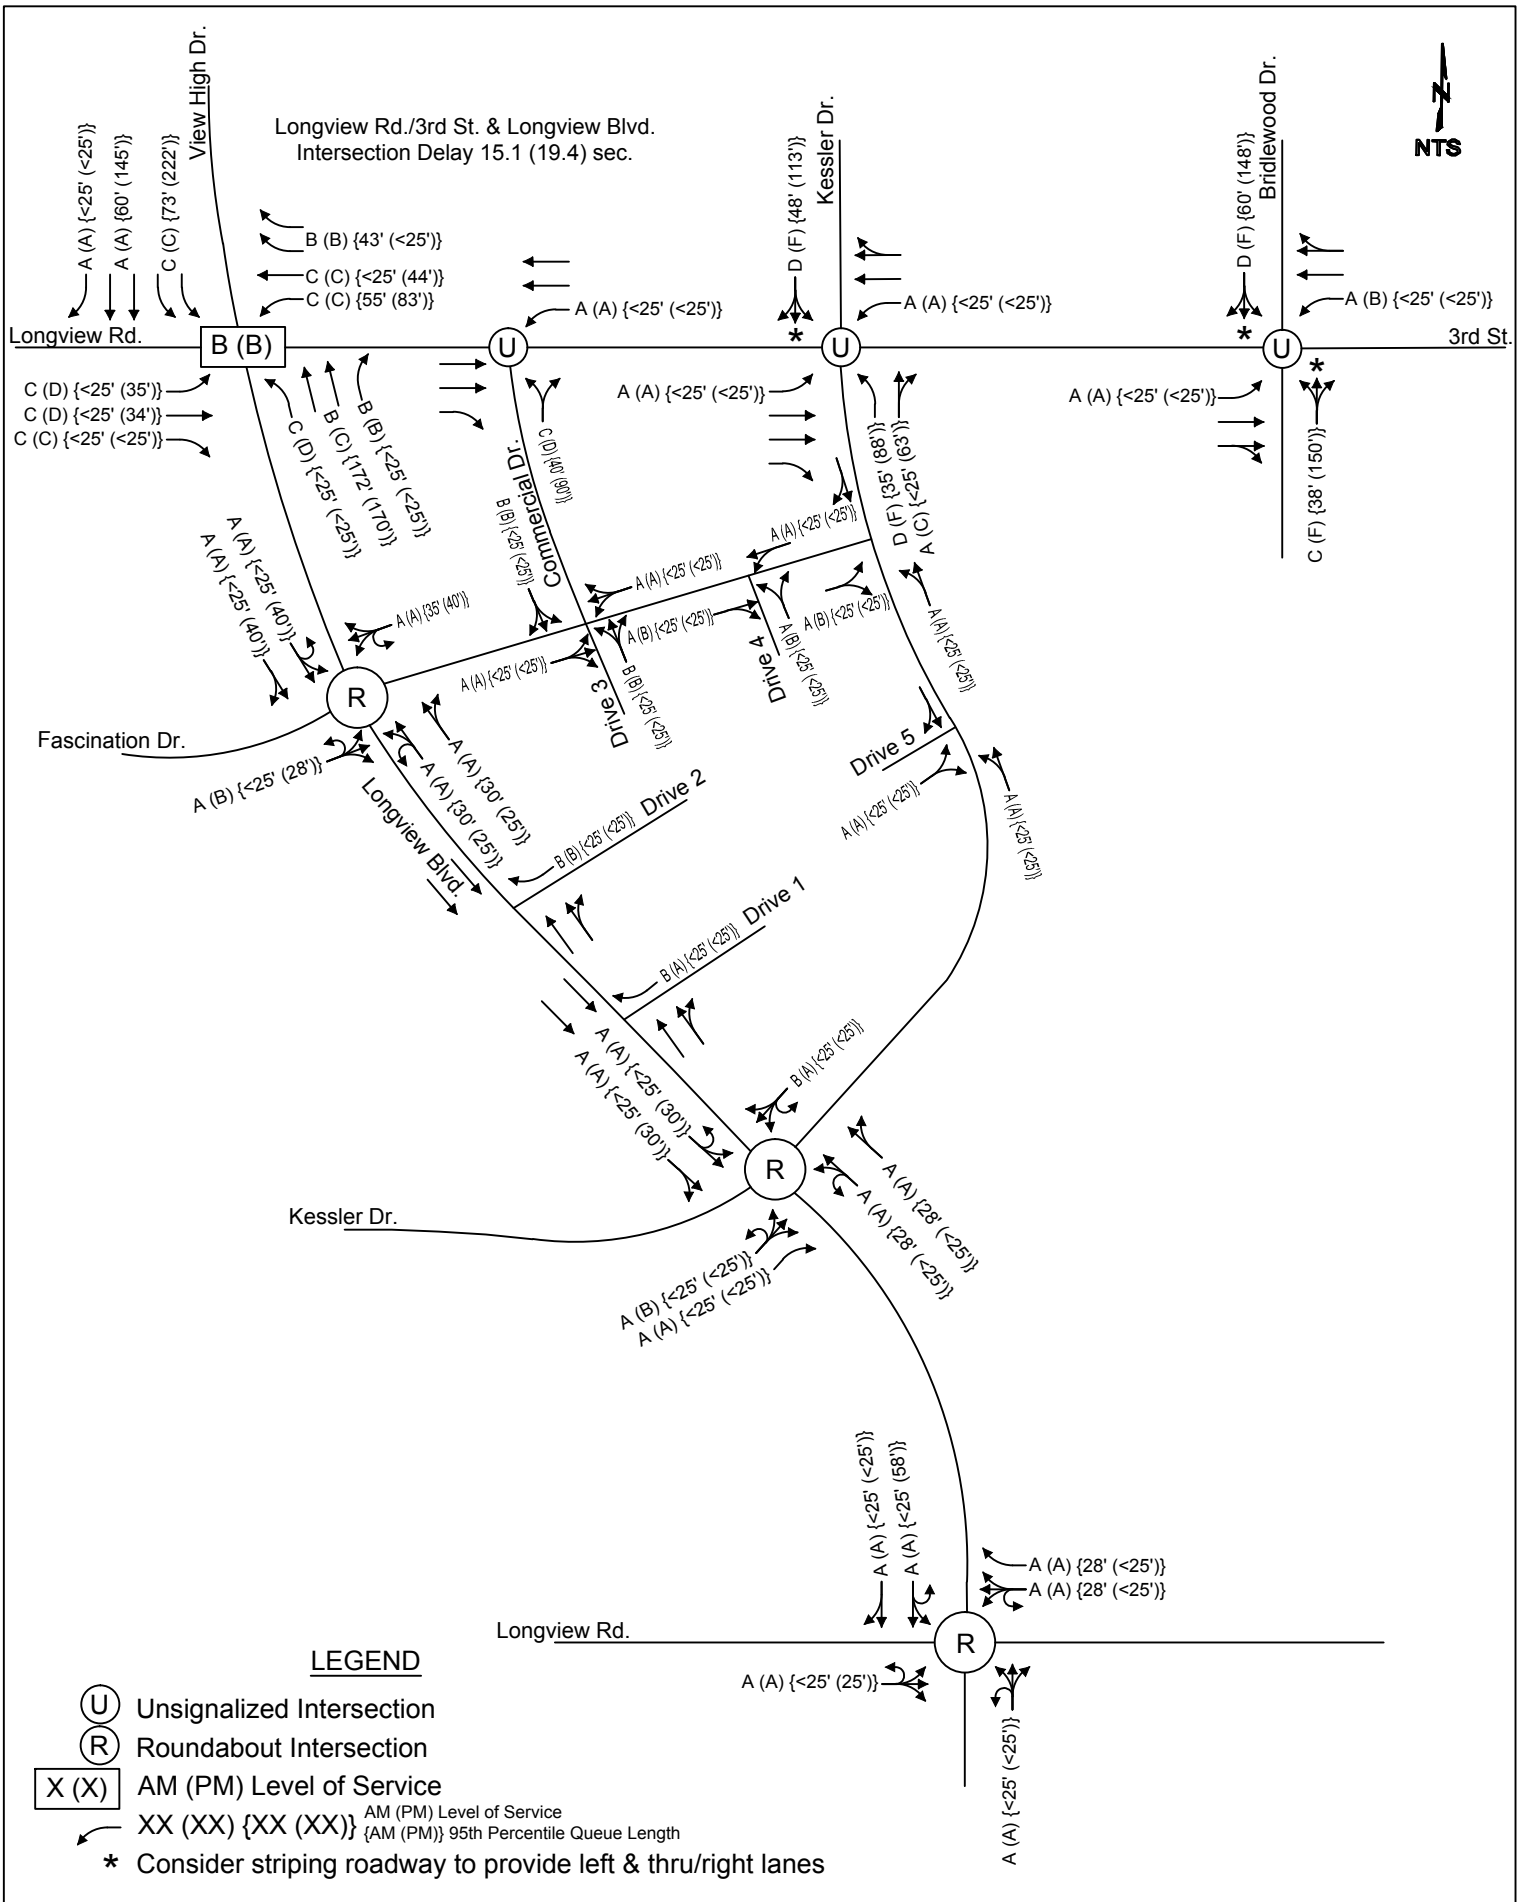 View High Dr.
Longview Rd./3rd St. & Longview Blvd.
Intersection Delay 15.1 (19.4) sec.
Kessler Dr.
Bridlewood Dr.
N
NTS
A (A) {<25' (<25')}
A (A) {60' (145')}
C (C) {73' (222')}
B (B) {43' (<25')}
C (C) {<25' (44')}
C (C) {55' (83')}
A (A) {<25' (<25')}
D (F) {48' (113')}
*
A (A) {<25' (<25')}
D (F) {60' (148')}
*
A (B) {<25' (<25')}
Longview Rd.
B (B)
U
U
U
3rd St.
C (D) {<25' (35')}
C (D) {<25' (34')}
C (C) {<25' (<25')}
C (D) {<25' (<25')}
B (C) {172' (170')}
B (B) {<25' (<25')}
C (D) {40' (90')}
Commercial Dr.
A (A) {<25' (<25')}
D (F) {35' (88')}
A (C) {<25' (63')}
A (A) {<25' (<25')}
*
C (F) {38' (150')}
B (B) {<25' (<25')}
A (A) {<25' (<25')}
A (A) {<25' (<25')}
A (A) {<25' (40')}
A (A) {<25' (40')}
A (A) {35' (40')}
A (A) {<25' (<25')}
A (B) {<25' (<25')}
B (B) {<25' (<25')}
Drive 3
Drive 4
A (B) {<25' (<25')}
A (B) {<25' (<25')}
A (A) {<25' (<25')}
R
Fascination Dr.
A (B) {<25' (28')}
A (A) {30' (25')}
A (A) {30' (25')}
Longview Blvd.
B (B) {<25' (<25')}
Drive 2
Drive 5
A (A) {<25' (<25')}
A (A) {<25' (<25')}
B (A) {<25' (<25')}
Drive 1
A (A) {<25' (30')}
A (A) {<25' (30')}
B (A) {<25' (<25')}
R
A (A) {28' (<25')}
A (A) {28' (<25')}
Kessler Dr.
A (B) {<25' (<25')}
A (A) {<25' (<25')}
A (A) {<25' (<25')}
A (A) {<25' (58')}
A (A) {28' (<25')}
A (A) {28' (<25')}
Longview Rd.
R
A (A) {<25' (25')}
A (A) {<25' (<25')}
LEGEND
U Unsignalized Intersection
R Roundabout Intersection
X (X) AM (PM) Level of Service
XX (XX) {XX (XX)} AM (PM) Level of Service
{AM (PM)} 95th Percentile Queue Length
* Consider striping roadway to provide left & thru/right lanes